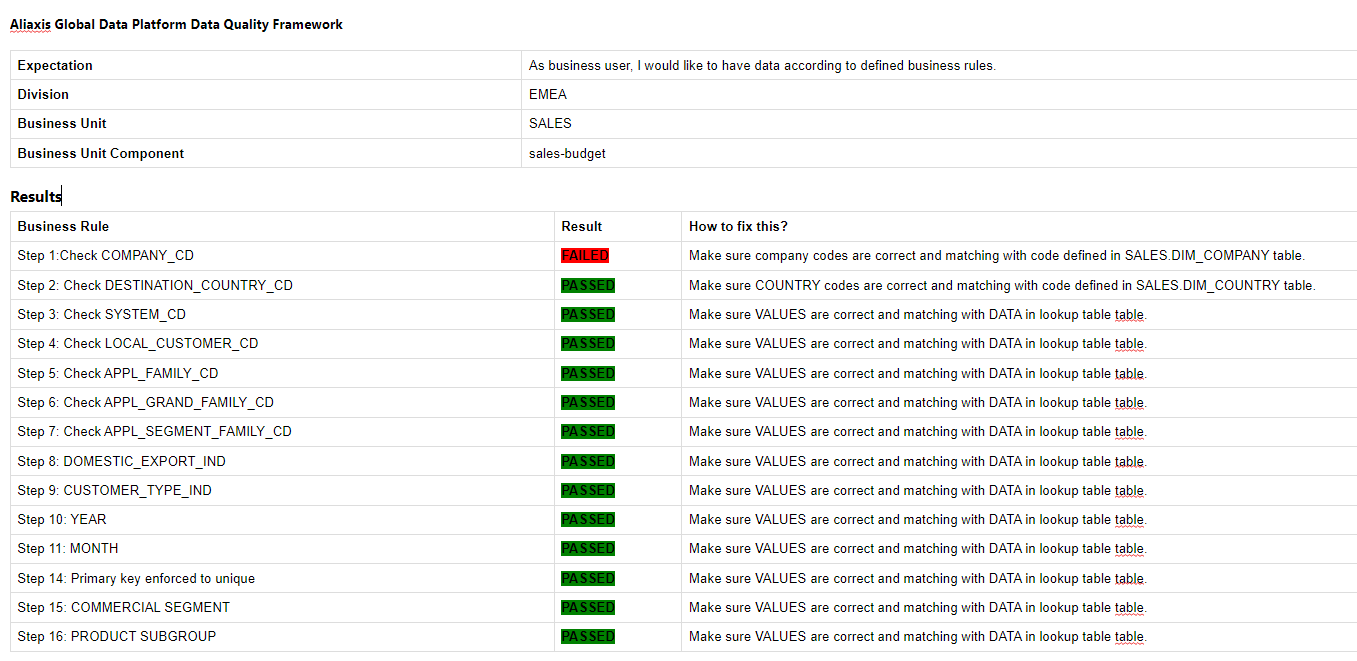 Aliaxis Global Data Platform Data Quality Framework
Expectation As business user, I would like to have data according to defined business rules.
Division EMEA
Business Unit SALES
Business Unit Component sales-budget
Results
Business Rule Result How to fix this?
Step 1:Check COMPANY_CD FAILED Make sure company codes are correct and matching with code defined in SALES.DIM_COMPANY table.
Step 2: Check DESTINATION_COUNTRY_CD PASSED Make sure COUNTRY codes are correct and matching with code defined in SALES.DIM_COUNTRY table.
Step 3: Check SYSTEM_CD PASSED Make sure VALUES are correct and matching with DATA in lookup table table.
Step 4: Check LOCAL_CUSTOMER_CD PASSED Make sure VALUES are correct and matching with DATA in lookup table table.
Step 5: Check APPL_FAMILY_CD PASSED Make sure VALUES are correct and matching with DATA in lookup table table.
Step 6: Check APPL_GRAND_FAMILY_CD PASSED Make sure VALUES are correct and matching with DATA in lookup table table.
Step 7: Check APPL_SEGMENT_FAMILY_CD PASSED Make sure VALUES are correct and matching with DATA in lookup table table.
Step 8: DOMESTIC_EXPORT_IND PASSED Make sure VALUES are correct and matching with DATA in lookup table table.
Step 9: CUSTOMER_TYPE_IND PASSED Make sure VALUES are correct and matching with DATA in lookup table table.
Step 10: YEAR PASSED Make sure VALUES are correct and matching with DATA in lookup table table.
Step 11: MONTH PASSED Make sure VALUES are correct and matching with DATA in lookup table table.
Step 14: Primary key enforced to unique PASSED Make sure VALUES are correct and matching with DATA in lookup table table.
Step 15: COMMERCIAL SEGMENT PASSED Make sure VALUES are correct and matching with DATA in lookup table table.
Step 16: PRODUCT SUBGROUP PASSED Make sure VALUES are correct and matching with DATA in lookup table table.